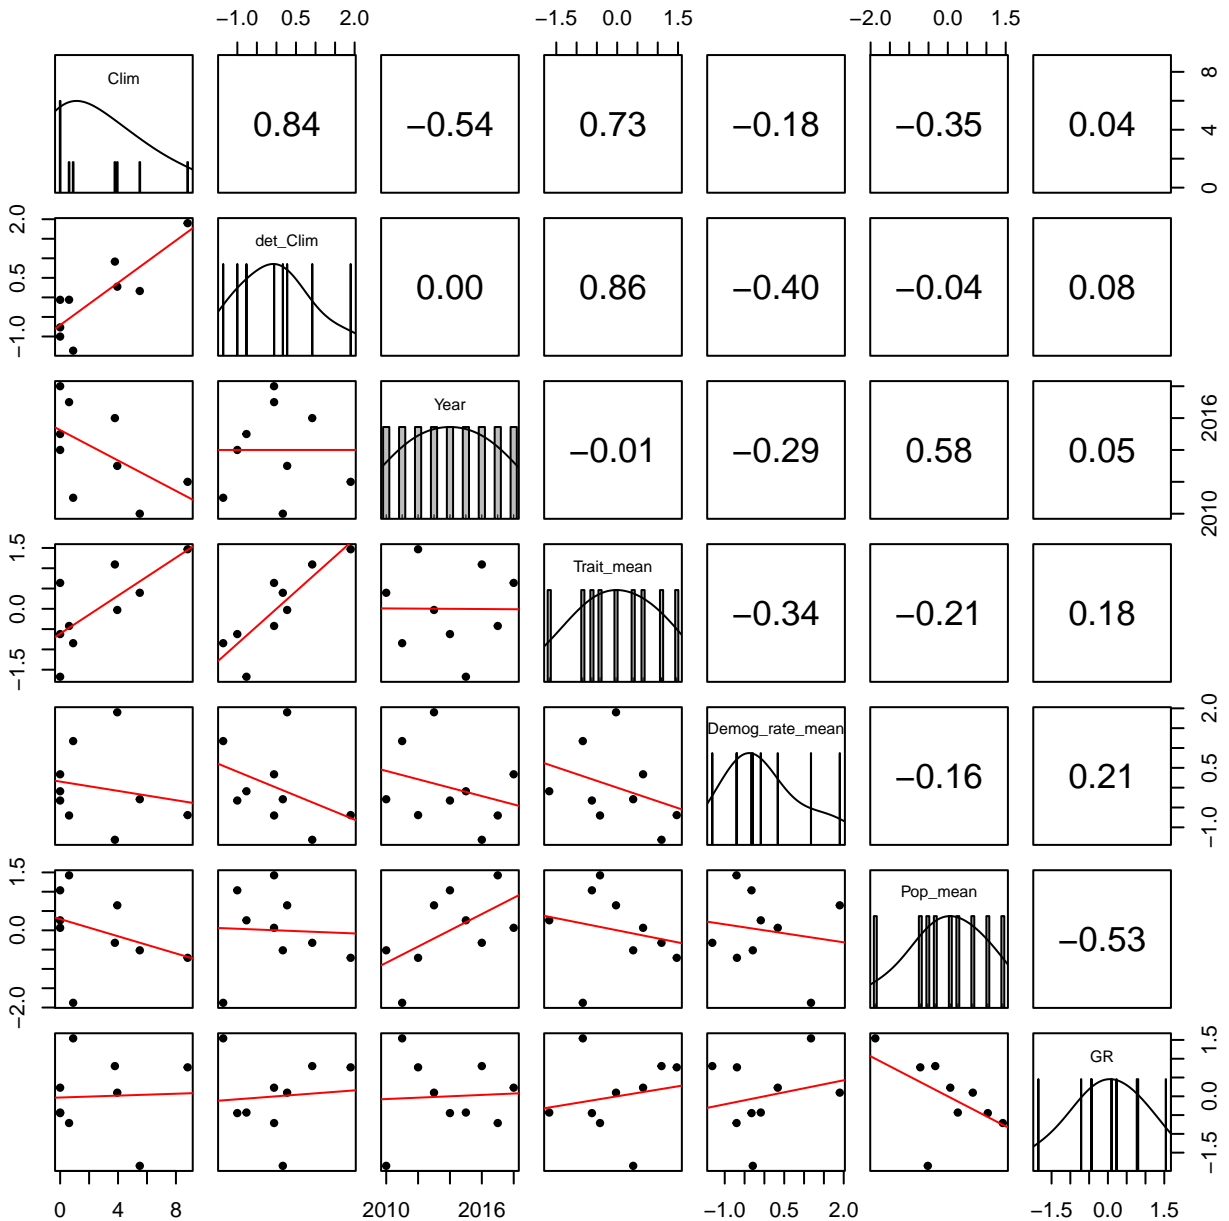 −1.0 0.5 2.0 −1.5 0.0 1.5 −2.0 0.0 1.5
Clim 0.84 −0.54 0.73 −0.18 −0.35 0.04 0 4 8
−1.0 0.5 2.0 det_Clim 0.00 0.86 −0.40 −0.04 0.08
Year −0.01 −0.29 0.58 0.05 2010 2016
−1.5 0.0 1.5 Trait_mean −0.34 −0.21 0.18
Demog_rate_mean −0.16 0.21 −1.0 0.5 2.0
−2.0 0.0 1.5 Pop_mean −0.53
GR −1.5 0.0 1.5
0 4 8 2010 2016 −1.0 0.5 2.0 −1.5 0.0 1.5